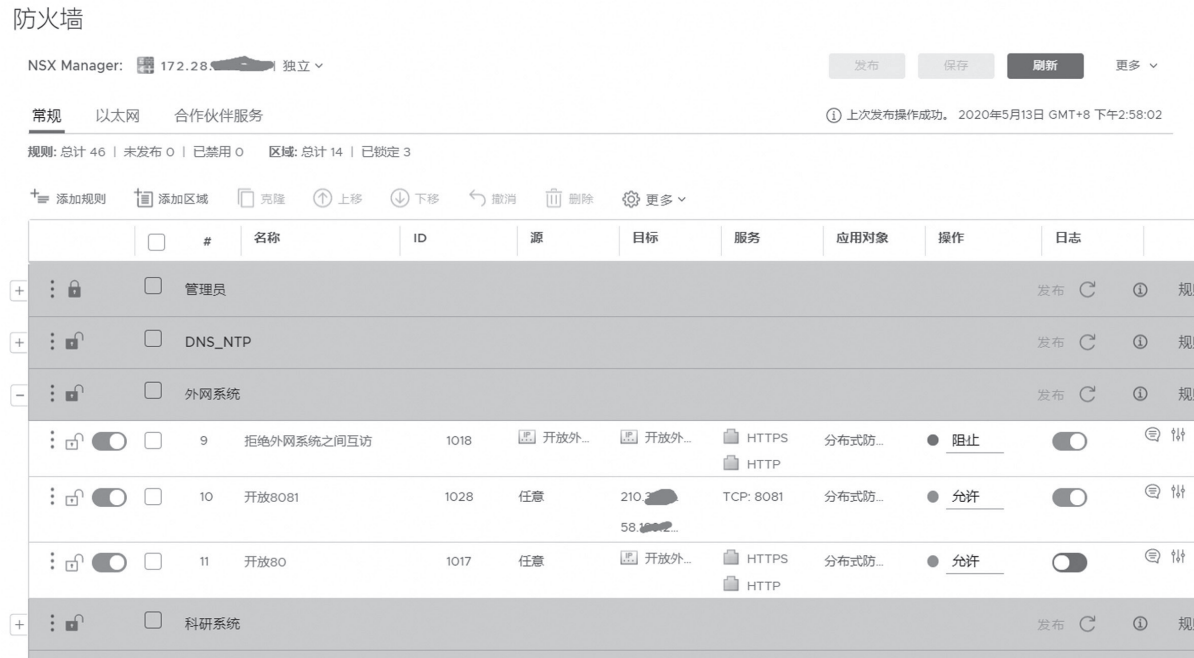 防火墙
NSX Manager: 172.28. 独立
发布 保存 刷新 更多
常规 以太网 合作伙伴服务
上次发布操作成功。 2020年5月13日 GMT+8 下午2:58:02
规则: 总计 46 | 未发布 0 | 已禁用 0 区域: 总计 14 | 已锁定 3
添加规则 添加区域 克隆 上移 下移 撤消 删除 更多
# 名称 ID 源 目标 服务 应用对象 操作 日志
管理员 发布
DNS_NTP 发布
外网系统 发布
9 拒绝外网系统之间互访 1018 开放外... 开放外... HTTPS 分布式防... 阻止
HTTP
10 开放8081 1028 任意 210. TCP: 8081 分布式防... 允许
58.
11 开放80 1017 任意 开放外... HTTPS 分布式防... 允许
HTTP
科研系统 发布